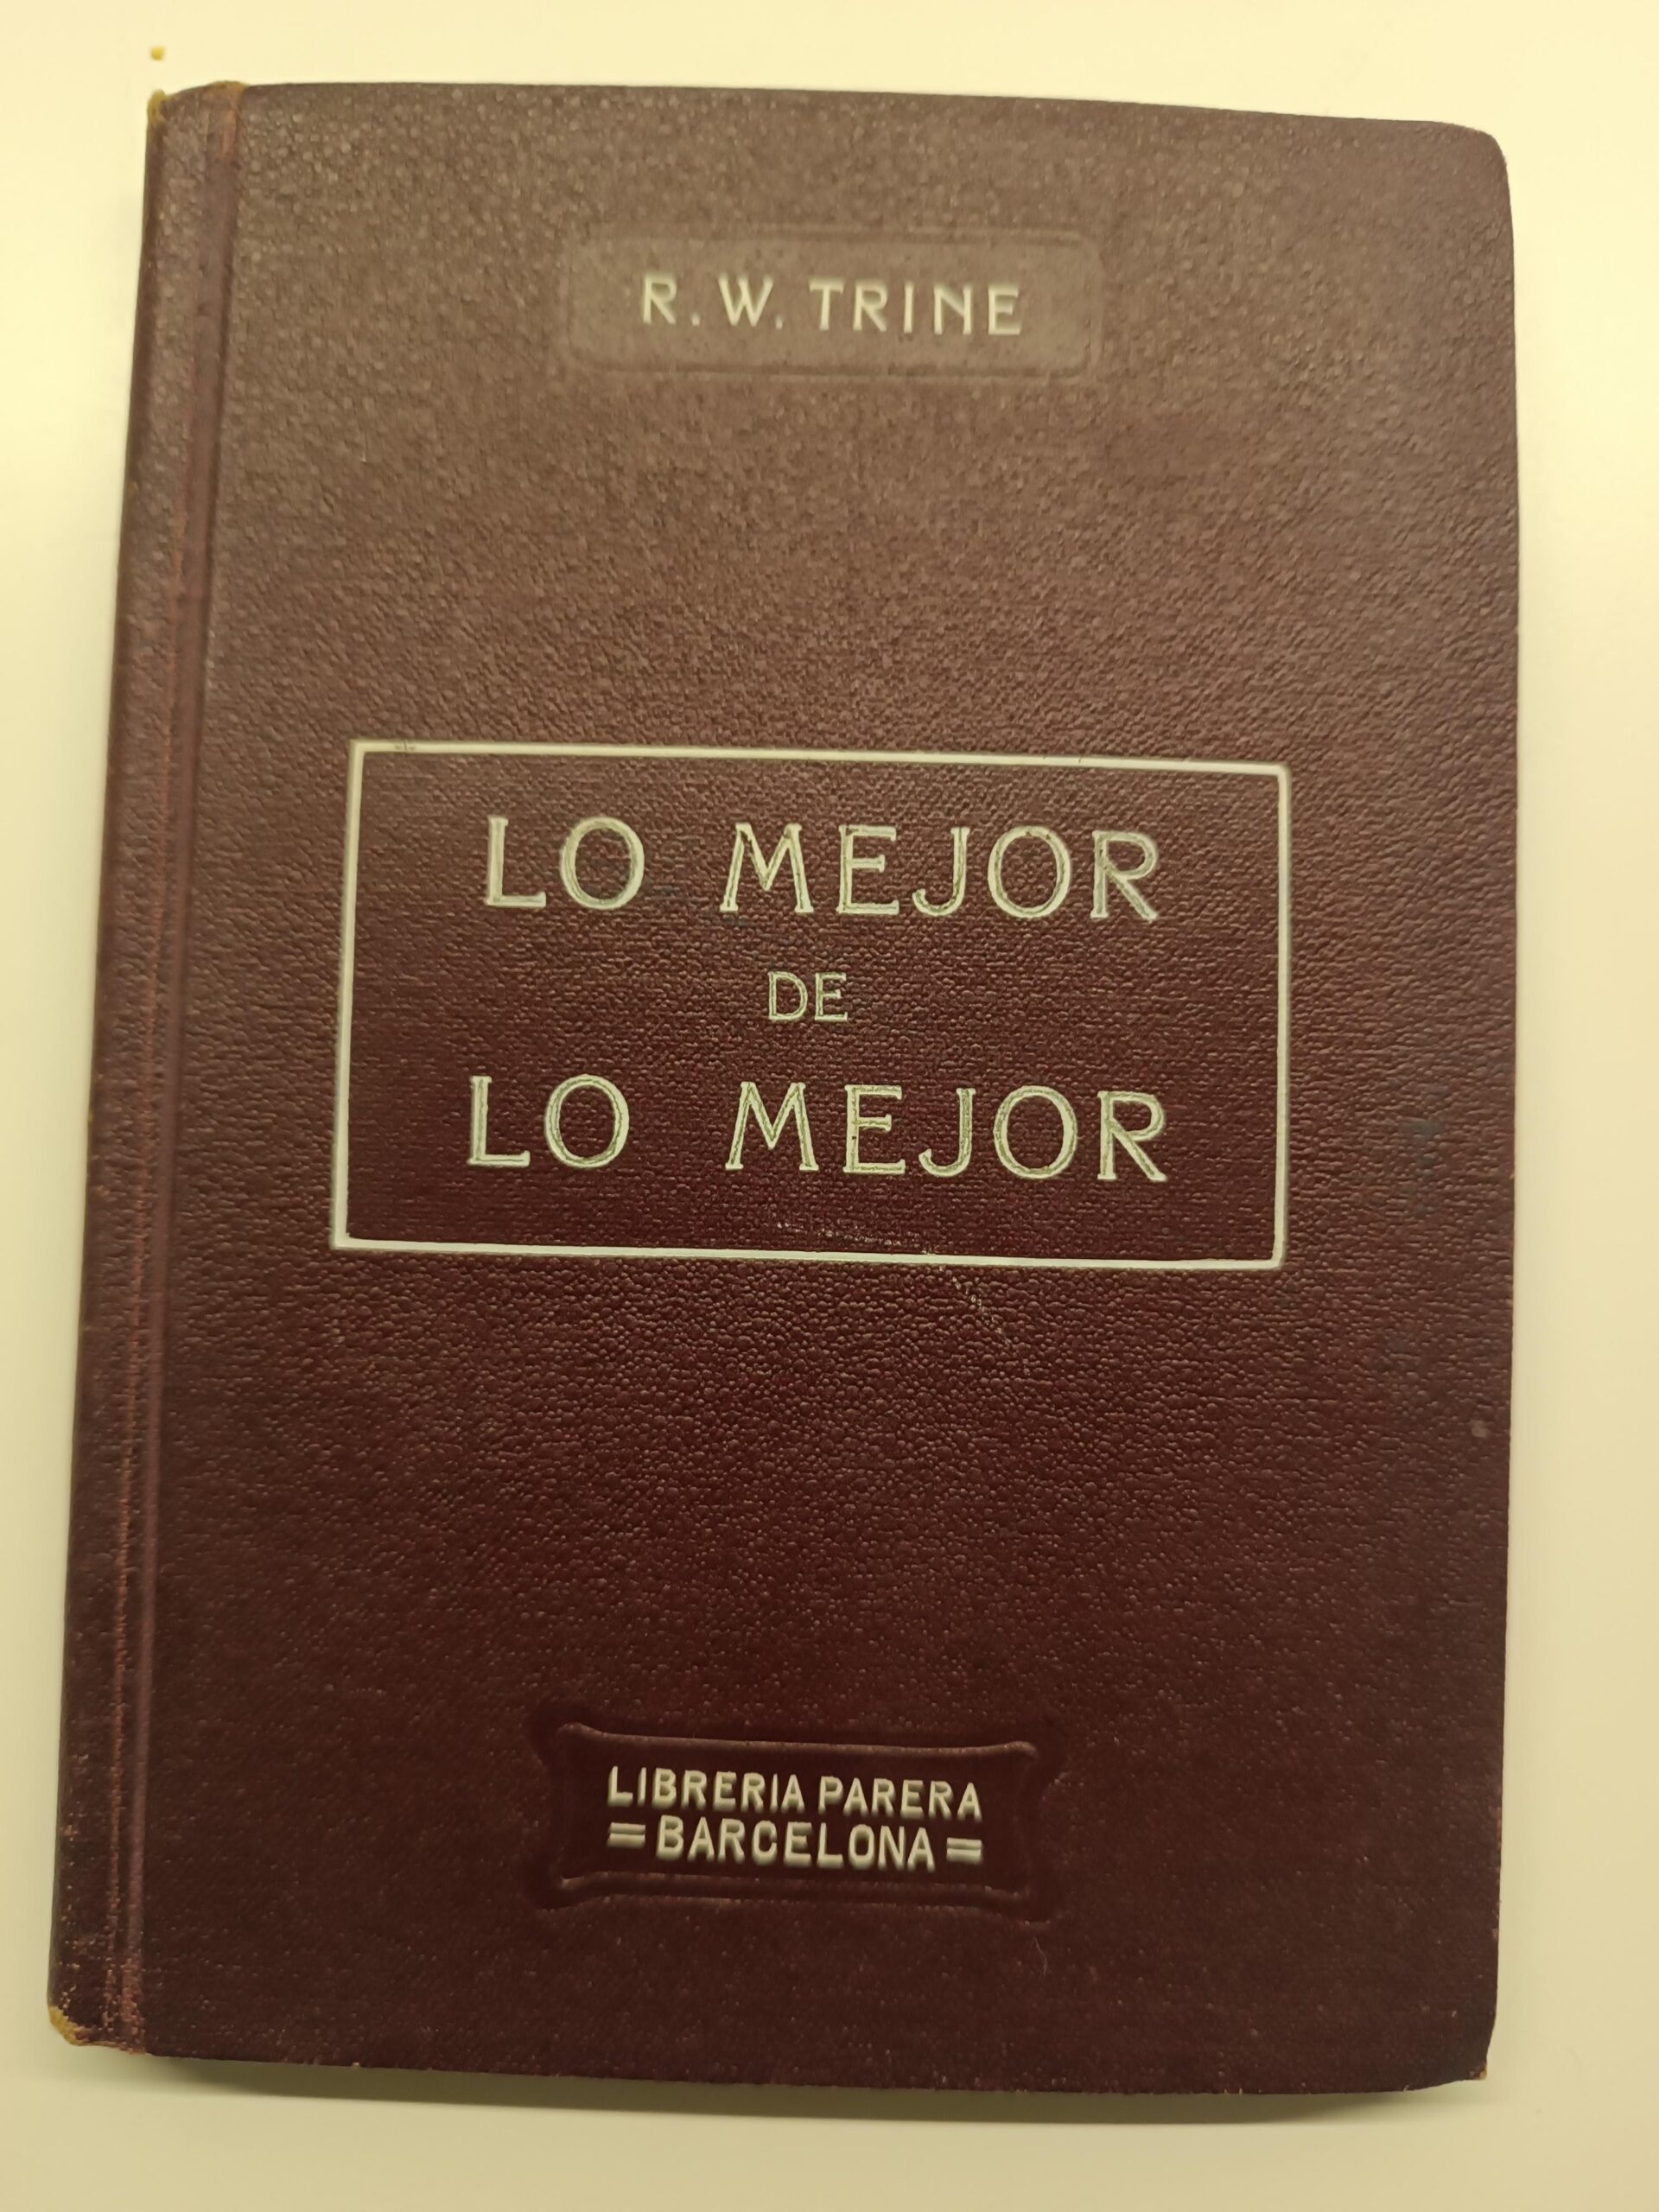 R. W. TRINE
LO MEJOR
DE
LO MEJOR
LIBRERIA PARERA
= BARCELONA =